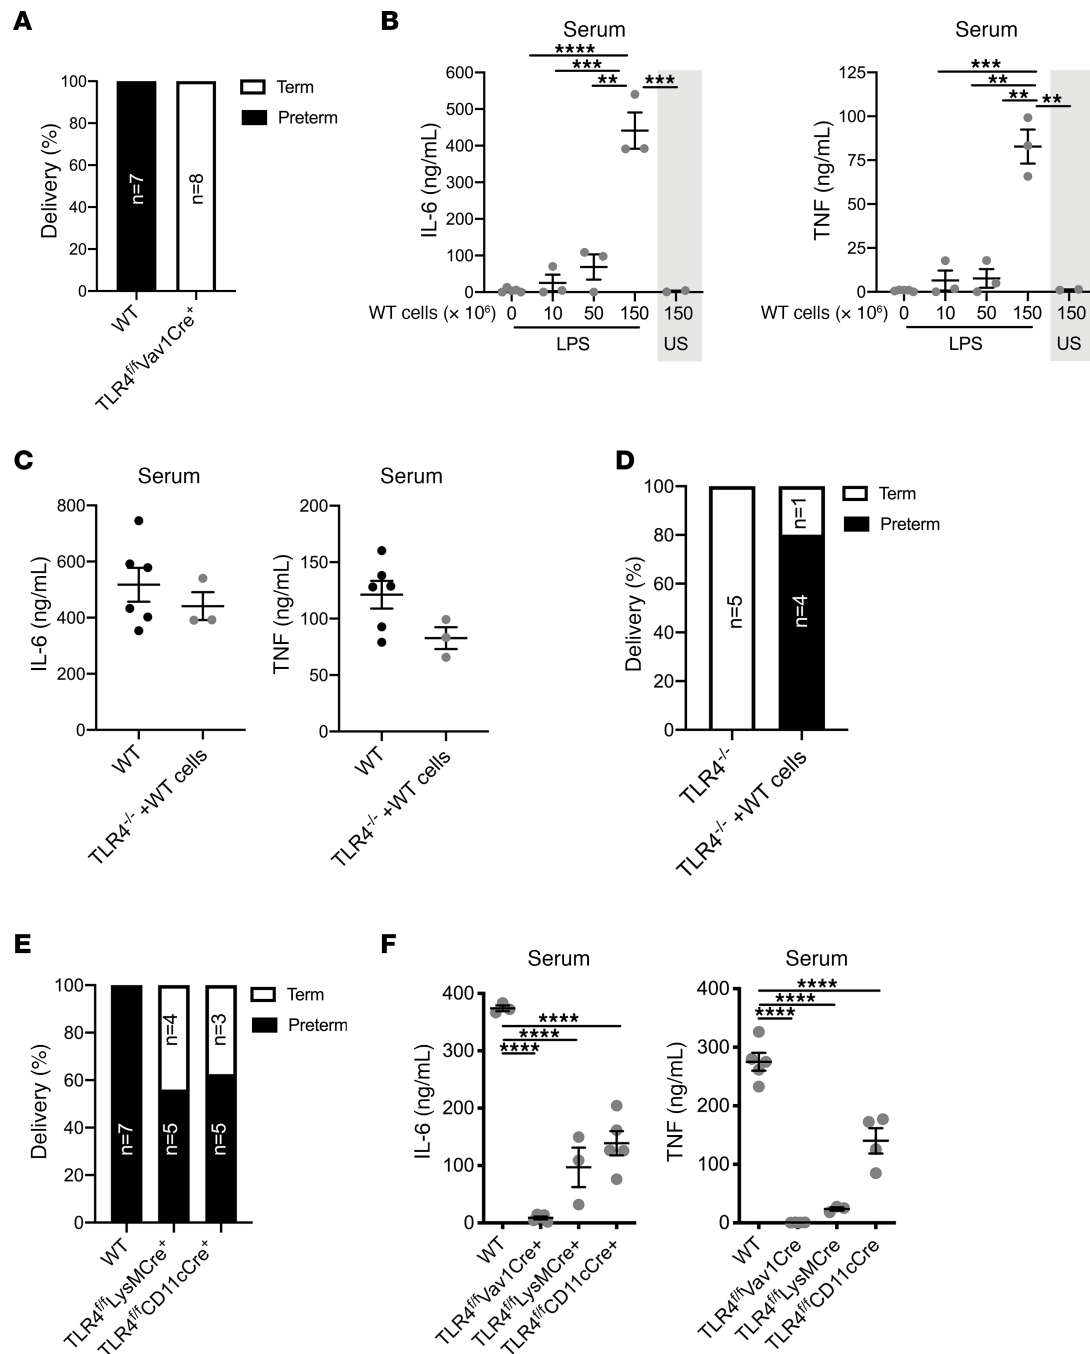 A
Delivery (%)
100
80
60
40
20
0
n=7
n=8
Term
Preterm
WT
TLR4f/fVav1Cre+
B
Serum
IL-6 (ng/mL)
600
500
400
300
200
100
0
****
***
**
***
WT cells (× 10⁶) 0 10 50 150 150
LPS US
Serum
TNF (ng/mL)
125
100
75
50
25
0
***
**
**
**
WT cells (× 10⁶) 0 10 50 150 150
LPS US
C
Serum
IL-6 (ng/mL)
800
600
400
200
0
WT
TLR4-/- +WT cells
Serum
TNF (ng/mL)
200
150
100
50
0
WT
TLR4-/- +WT cells
D
Delivery (%)
100
80
60
40
20
0
n=5
n=1
n=4
Term
Preterm
TLR4-/-
TLR4-/- +WT cells
E
Delivery (%)
100
80
60
40
20
0
n=7
n=4
n=5
n=3
n=5
Term
Preterm
WT
TLR4f/fLysMCre+
TLR4f/fCD11cCre+
F
Serum
IL-6 (ng/mL)
400
300
200
100
0
****
****
****
WT
TLR4f/fVav1Cre+
TLR4f/fLysMCre+
TLR4f/fCD11cCre+
Serum
TNF (ng/mL)
400
300
200
100
0
****
****
****
WT
TLR4f/fVav1Cre
TLR4f/fLysMCre
TLR4f/fCD11cCre